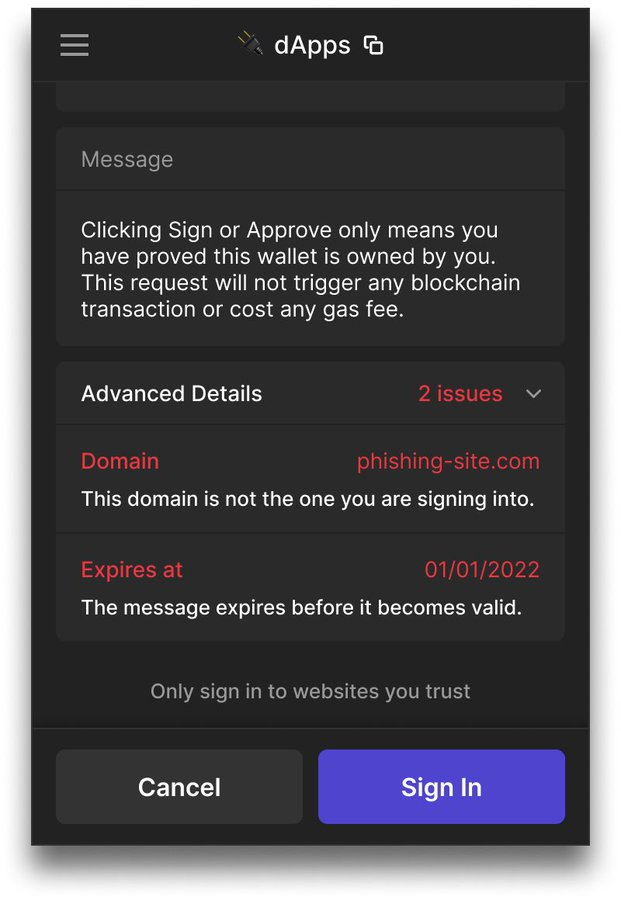 dApps
Message
Clicking Sign or Approve only means you
have proved this wallet is owned by you.
This request will not trigger any blockchain
transaction or cost any gas fee.
Advanced Details 2 issues
Domain phishing-site.com
This domain is not the one you are signing into.
Expires at 01/01/2022
The message expires before it becomes valid.
Only sign in to websites you trust
Cancel Sign In